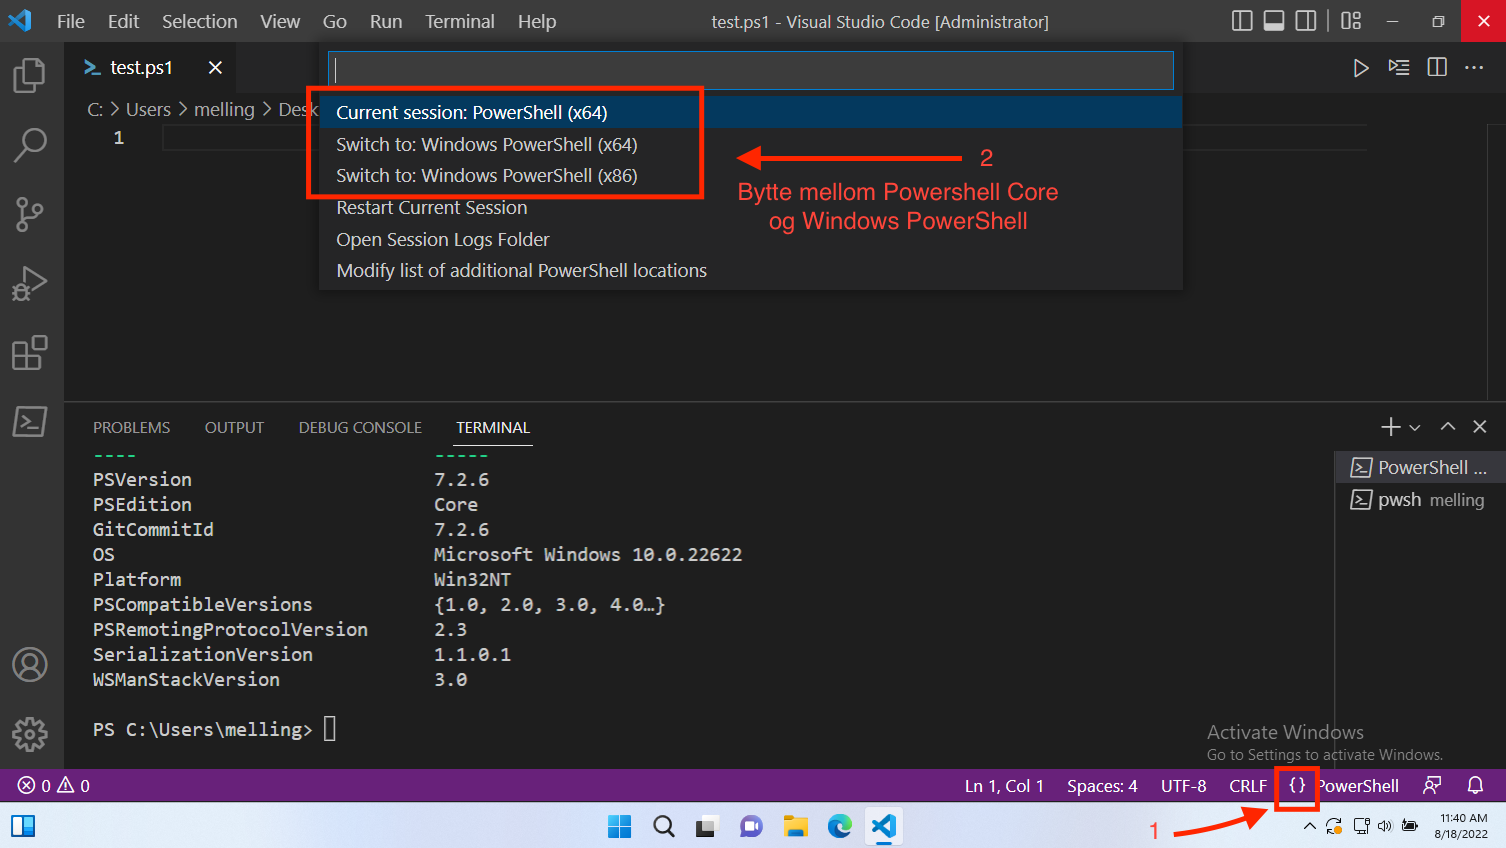 File Edit Selection View Go Run Terminal Help
test.ps1 - Visual Studio Code [Administrator]
test.ps1
C: > Users > melling > Desk
1
Current session: PowerShell (x64)
Switch to: Windows PowerShell (x64)
Switch to: Windows PowerShell (x86)
Restart Current Session
Open Session Logs Folder
Modify list of additional PowerShell locations
2
Bytte mellom Powershell Core
og Windows PowerShell
PROBLEMS OUTPUT DEBUG CONSOLE TERMINAL
---- -----
PSVersion 7.2.6
PSEdition Core
GitCommitId 7.2.6
OS Microsoft Windows 10.0.22622
Platform Win32NT
PSCompatibleVersions {1.0, 2.0, 3.0, 4.0…}
PSRemotingProtocolVersion 2.3
SerializationVersion 1.1.0.1
WSManStackVersion 3.0
PS C:\Users\melling>
PowerShell ...
pwsh melling
Activate Windows
Go to Settings to activate Windows.
0 0
Ln 1, Col 1 Spaces: 4 UTF-8 CRLF {} PowerShell
1
11:40 AM
8/18/2022